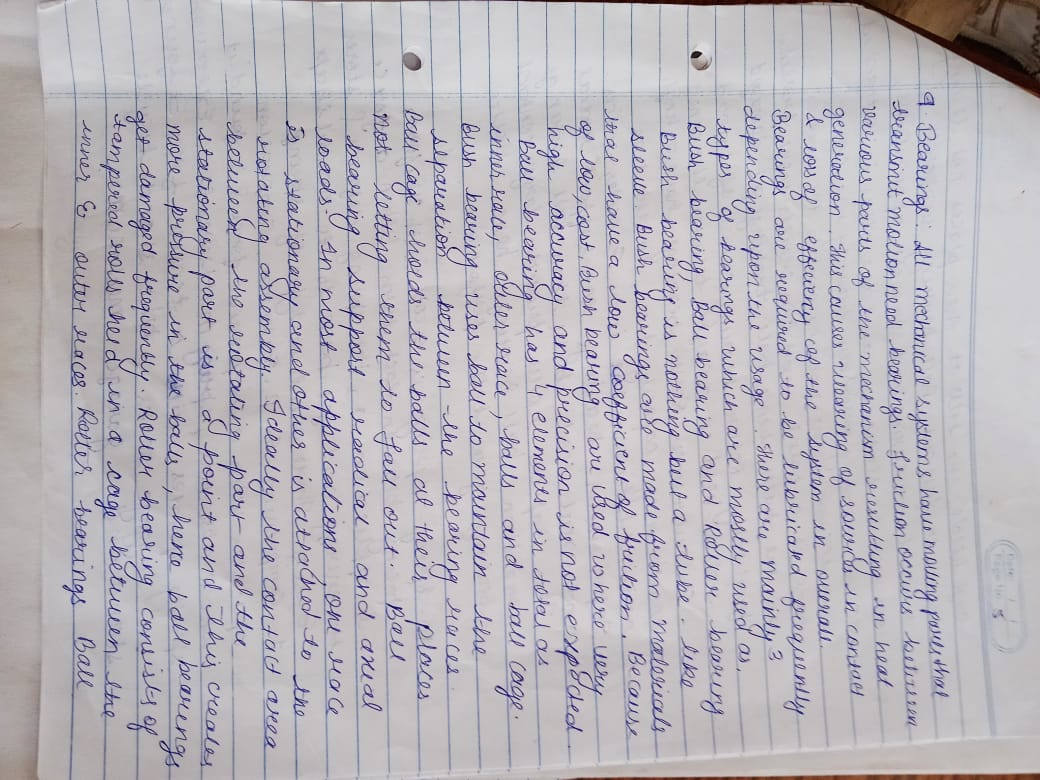 Date
Page No. 8
9. Bearings: All mechanical systems have moving parts that
transmit motion need bearings. Friction occurs between
various parts of the mechanism resulting in heat
generation. This causes wearing of sound in contact
& loss of efficiency of the system in overall.
Bearings are required to be lubricated frequently
depending upon the usage. There are mainly 3
types of bearings which are mostly used as.
Bush bearing, Ball bearing and Roller bearing
Bush bearing is nothing but a tube. like
sleeve. Bush bearings are made from materials
that have a low coefficient of friction. Because
of low, cost. Bush bearing are used where very
high accuracy and precision is not expected.
Ball bearing has 4 elements in total as
inner race, outer race, balls and ball cage.
Bush bearing uses ball to maintain the
separation between the bearing races.
Ball cage holds the balls at their places
not letting them to fall out. Ball
bearing support radial and axial
loads. In most applications one race
is stationary and other is attached to the
rotating assembly. Ideally the contact area
between the rotating part and the
stationary part is a point and this creates
more pressure in the balls, hence ball bearings
get damaged frequently. Roller bearing consists of
tampered rolls held in a cage between the
inner & outer races. Roller bearings Ball